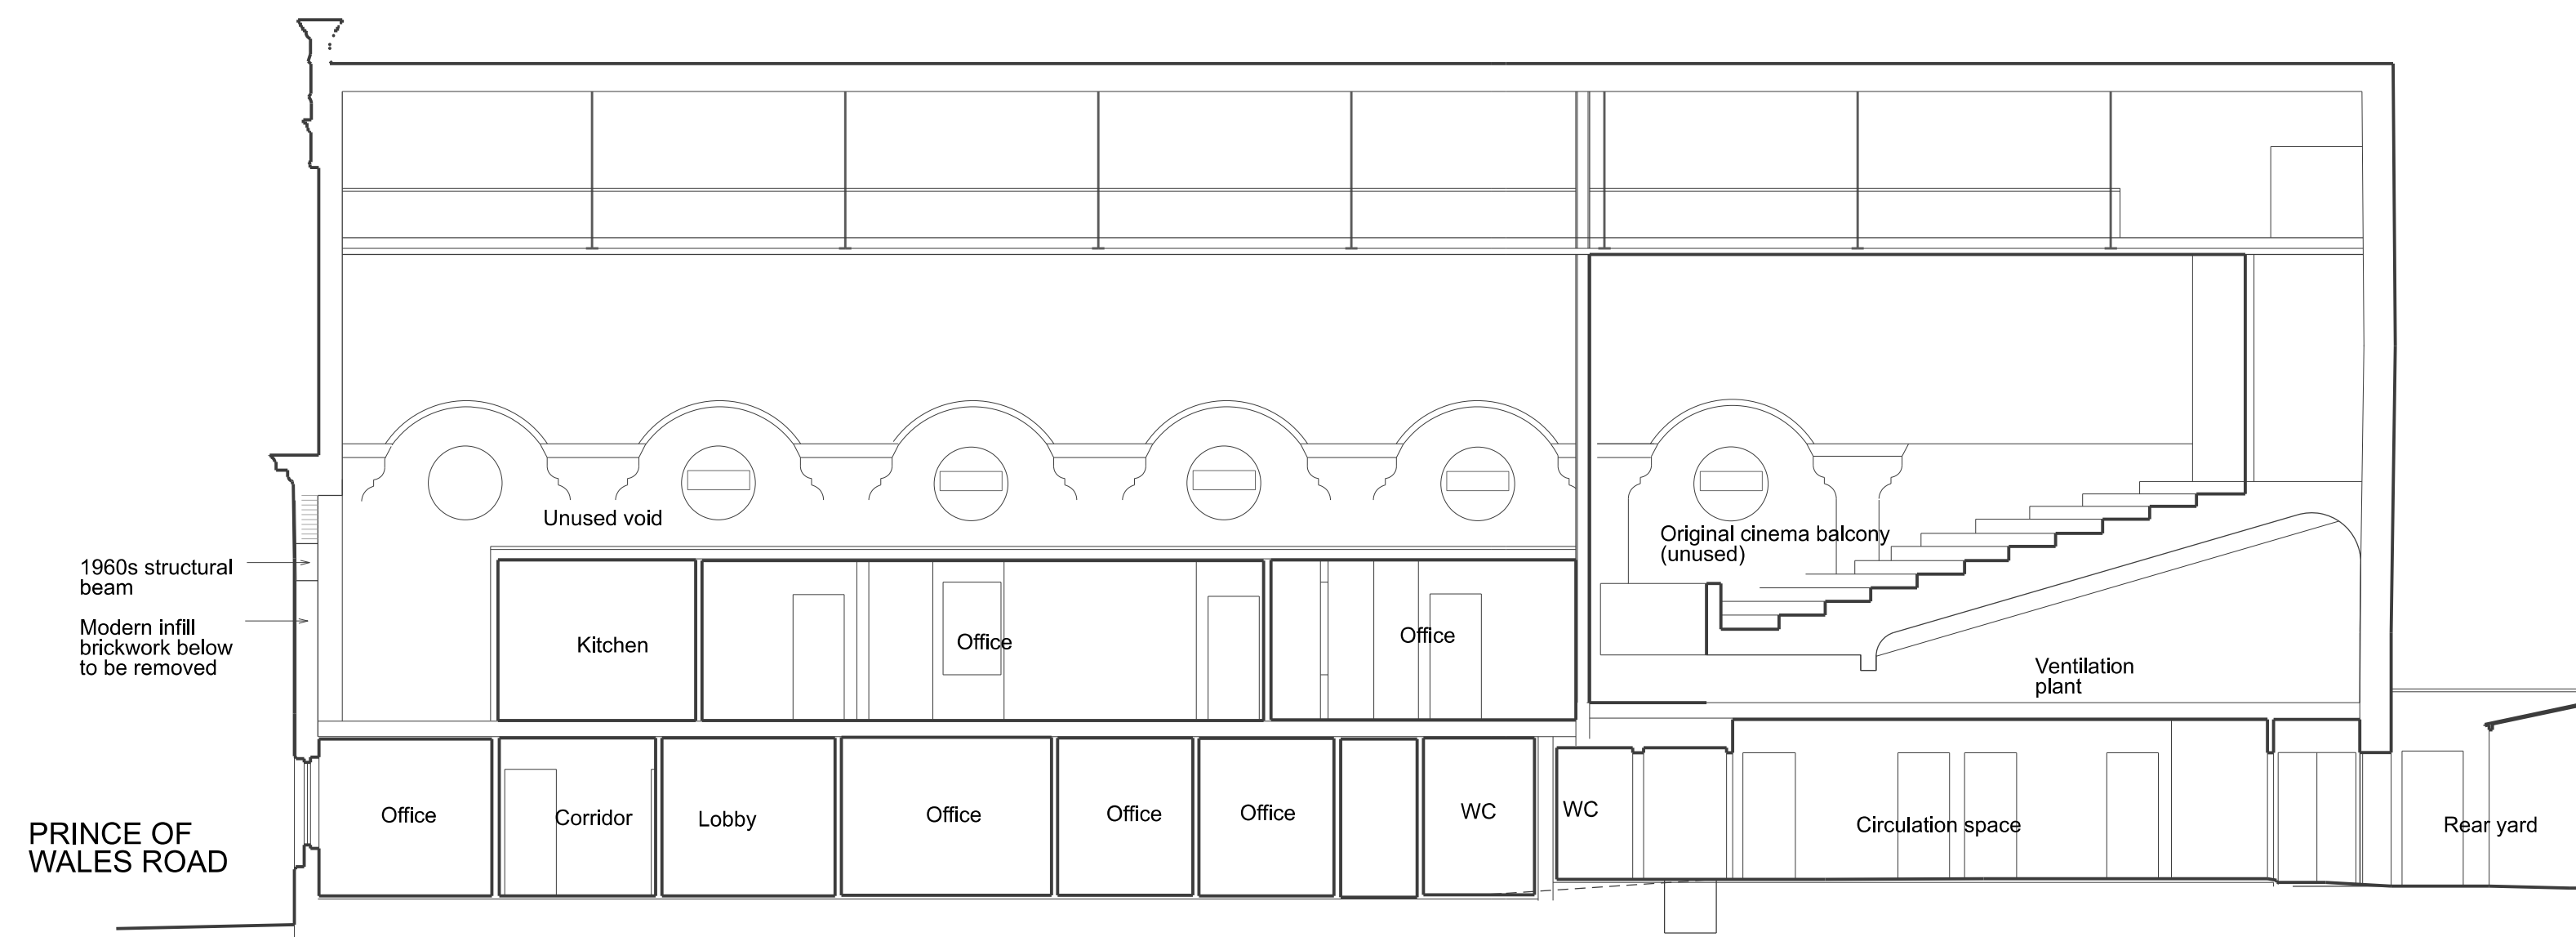 Unused void
Original cinema balcony
(unused)
1960s structural
beam
Modern infill
brickwork below
to be removed
Kitchen
Office
Office
Ventilation
plant
PRINCE OF
WALES ROAD
Office
Corridor
Lobby
Office
Office
Office
WC
WC
Circulation space
Rear yard